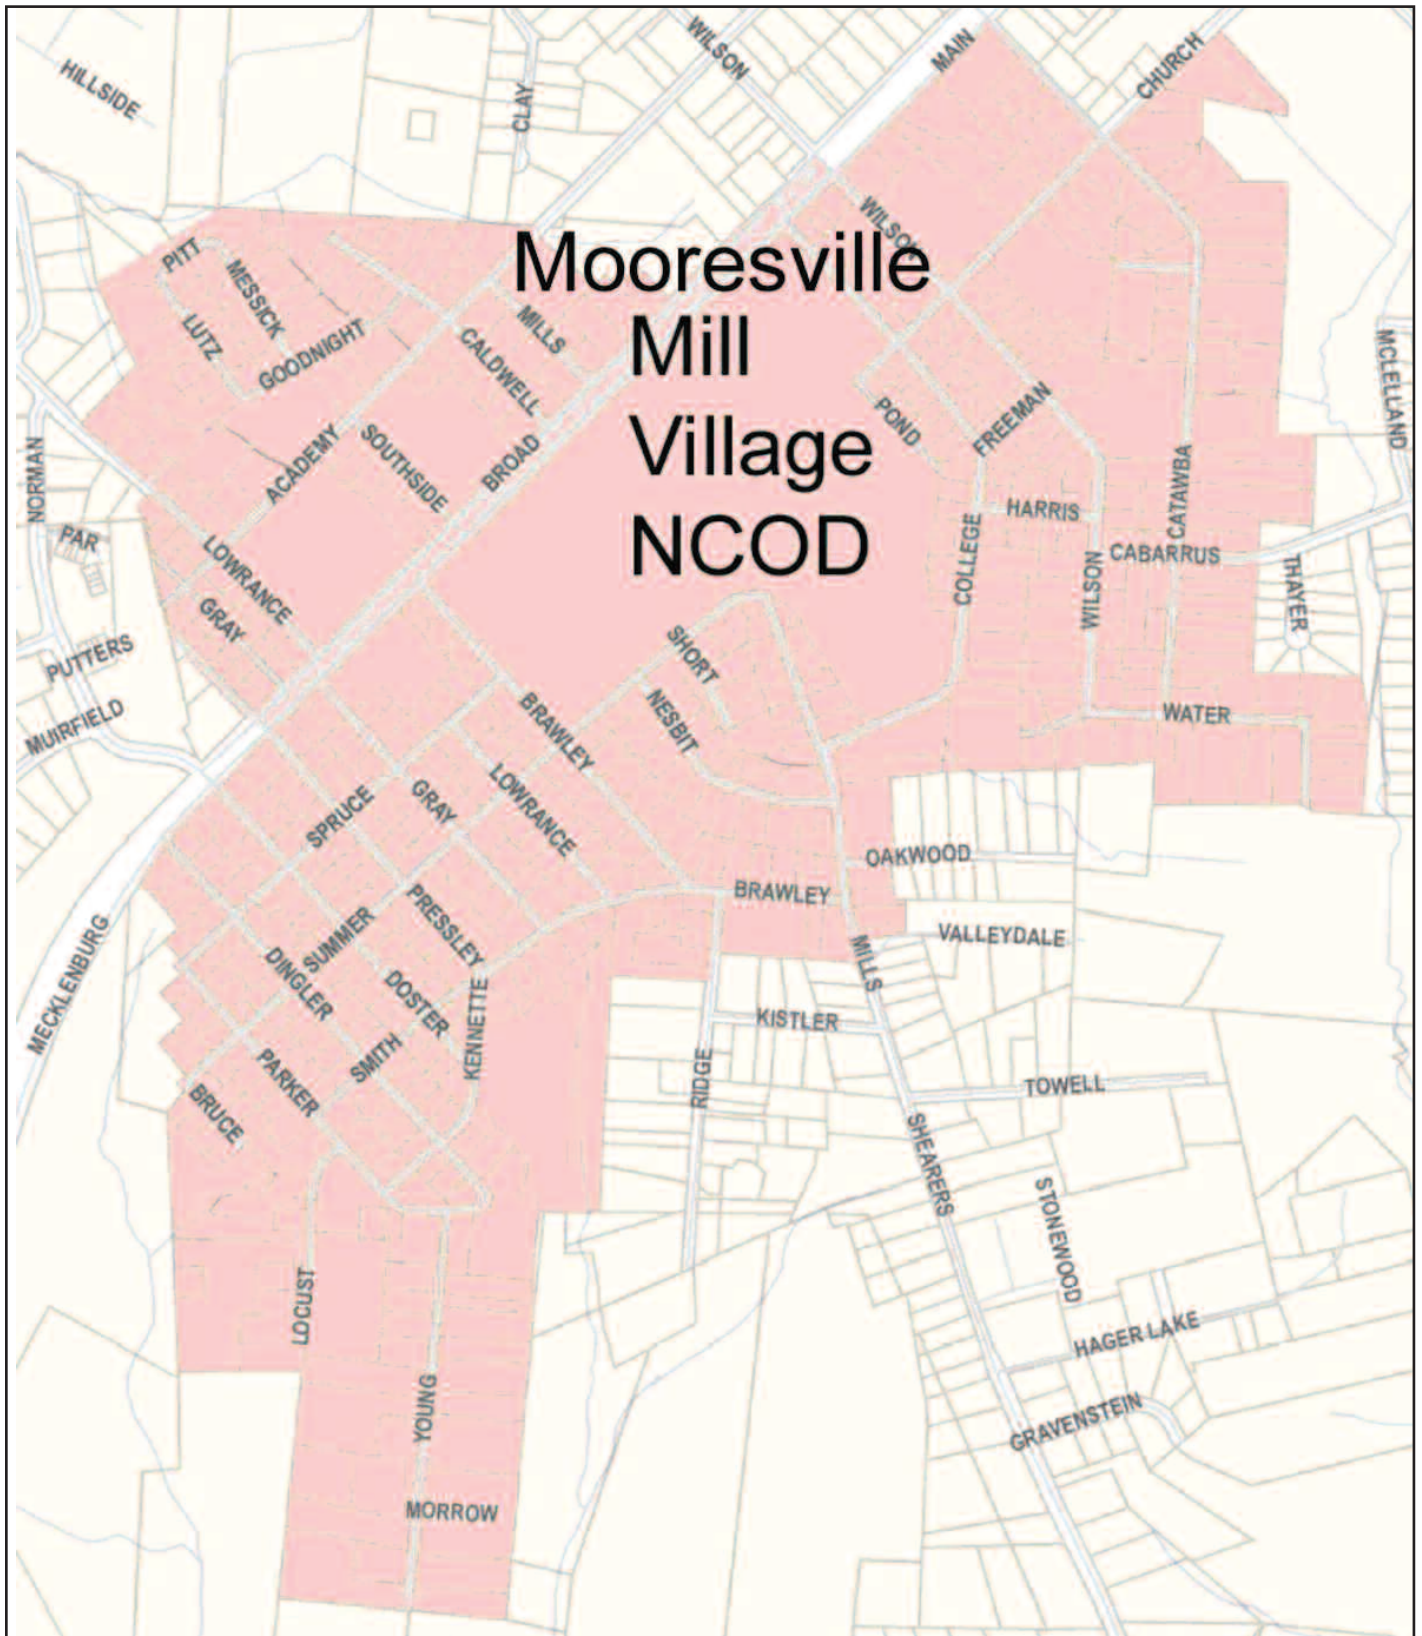 WILSON
MAIN
CHURCH
HILLSIDE
CLAY
WILSON
PITT
MESSICK
LUTZ
GOODNIGHT
MILLS
CALDWELL
Mooresville
Mill
Village
NCOD
MCLELLAND
POND
FREEMAN
NORMAN
ACADEMY
SOUTHSIDE
BROAD
CATAWBA
HARRIS
PAR
LOWRANCE
COLLEGE
WILSON
CABARRUS
THAYER
GRAY
PUTTERS
SHORT
MUIRFIELD
NESBIT
BRAWLEY
WATER
SPRUCE
GRAY
LOWRANCE
OAKWOOD
BRAWLEY
PRESSLEY
SUMMER
VALLEYDALE
MECKLENBURG
DINGLER
DOSTER
MILLS
KENNETTE
KISTLER
SMITH
PARKER
RIDGE
TOWELL
BRUCE
SHEARERS
STONEWOOD
LOCUST
HAGER LAKE
YOUNG
GRAVENSTEIN
MORROW